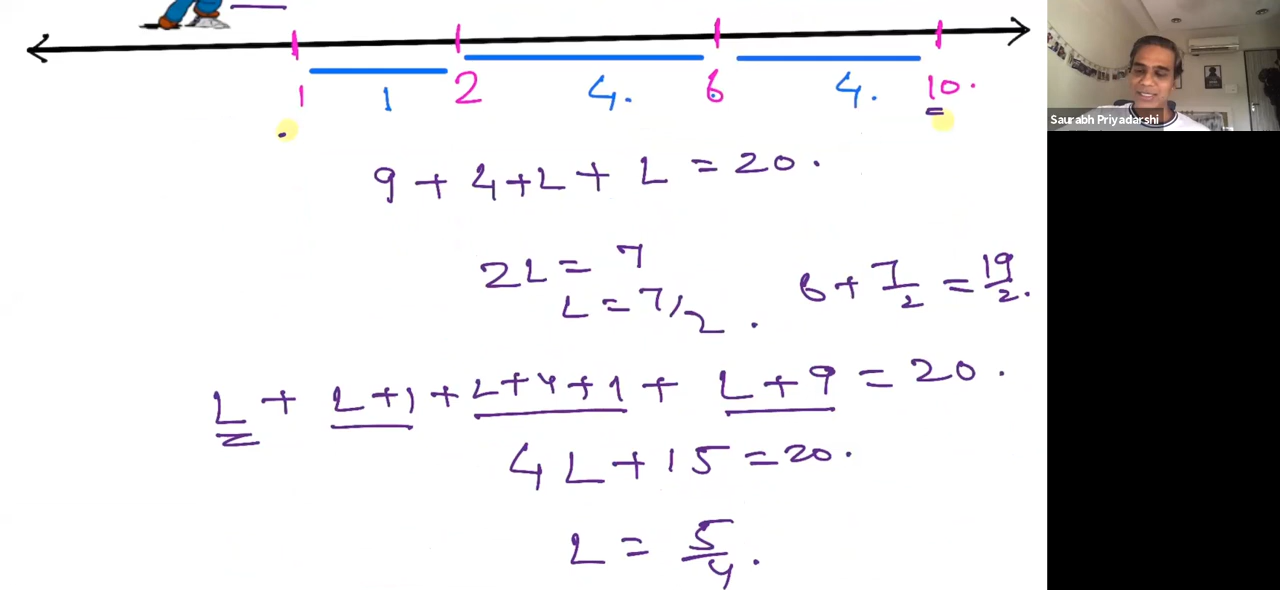 1 1 2 4. 6 4. 10.
Saurabh Priyadarshi
9 + 4 + L + L = 20.
2L = 7
L = 7/2. 6 + 7/2 = 19/2.
L + L+1 + L+4+1 + L+9 = 20.
4L + 15 = 20.
L = 5/4.